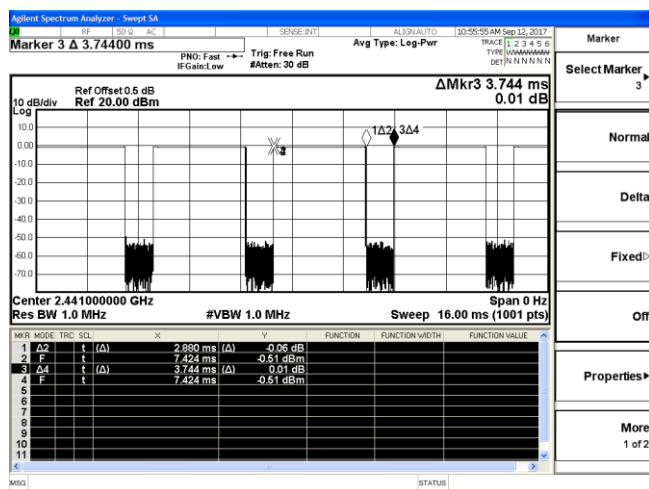 Agilent Spectrum Analyzer - Swept SA
RF 50 Ω AC SENSE:INT ALIGN AUTO 10:55:55 AM Sep 12, 2017
Marker 3 Δ 3.74400 ms
PNO: Fast
IFGain:Low
Trig: Free Run
#Atten: 30 dB
Avg Type: Log-Pwr
TRACE 1 2 3 4 5 6
TYPE
DET N N N N N N
Marker
Select Marker
3
Normal
Delta
Fixed
Off
Properties
More
1 of 2
Ref Offset 0.5 dB
10 dB/div Ref 20.00 dBm
Log
ΔMkr3 3.744 ms
0.01 dB
10.0
0.00
-10.0
-20.0
-30.0
-40.0
-50.0
-60.0
-70.0
1Δ2 3Δ4
Center 2.441000000 GHz Span 0 Hz
Res BW 1.0 MHz #VBW 1.0 MHz Sweep 16.00 ms (1001 pts)
MKR MODE TRC SCL X Y FUNCTION FUNCTION WIDTH FUNCTION VALUE
1 Δ2 t (Δ) 2.880 ms (Δ) -0.06 dB
2 F t 7.424 ms -0.51 dBm
3 Δ4 t (Δ) 3.744 ms (Δ) 0.01 dB
4 F t 7.424 ms -0.51 dBm
5
6
7
8
9
10
11
MSG STATUS